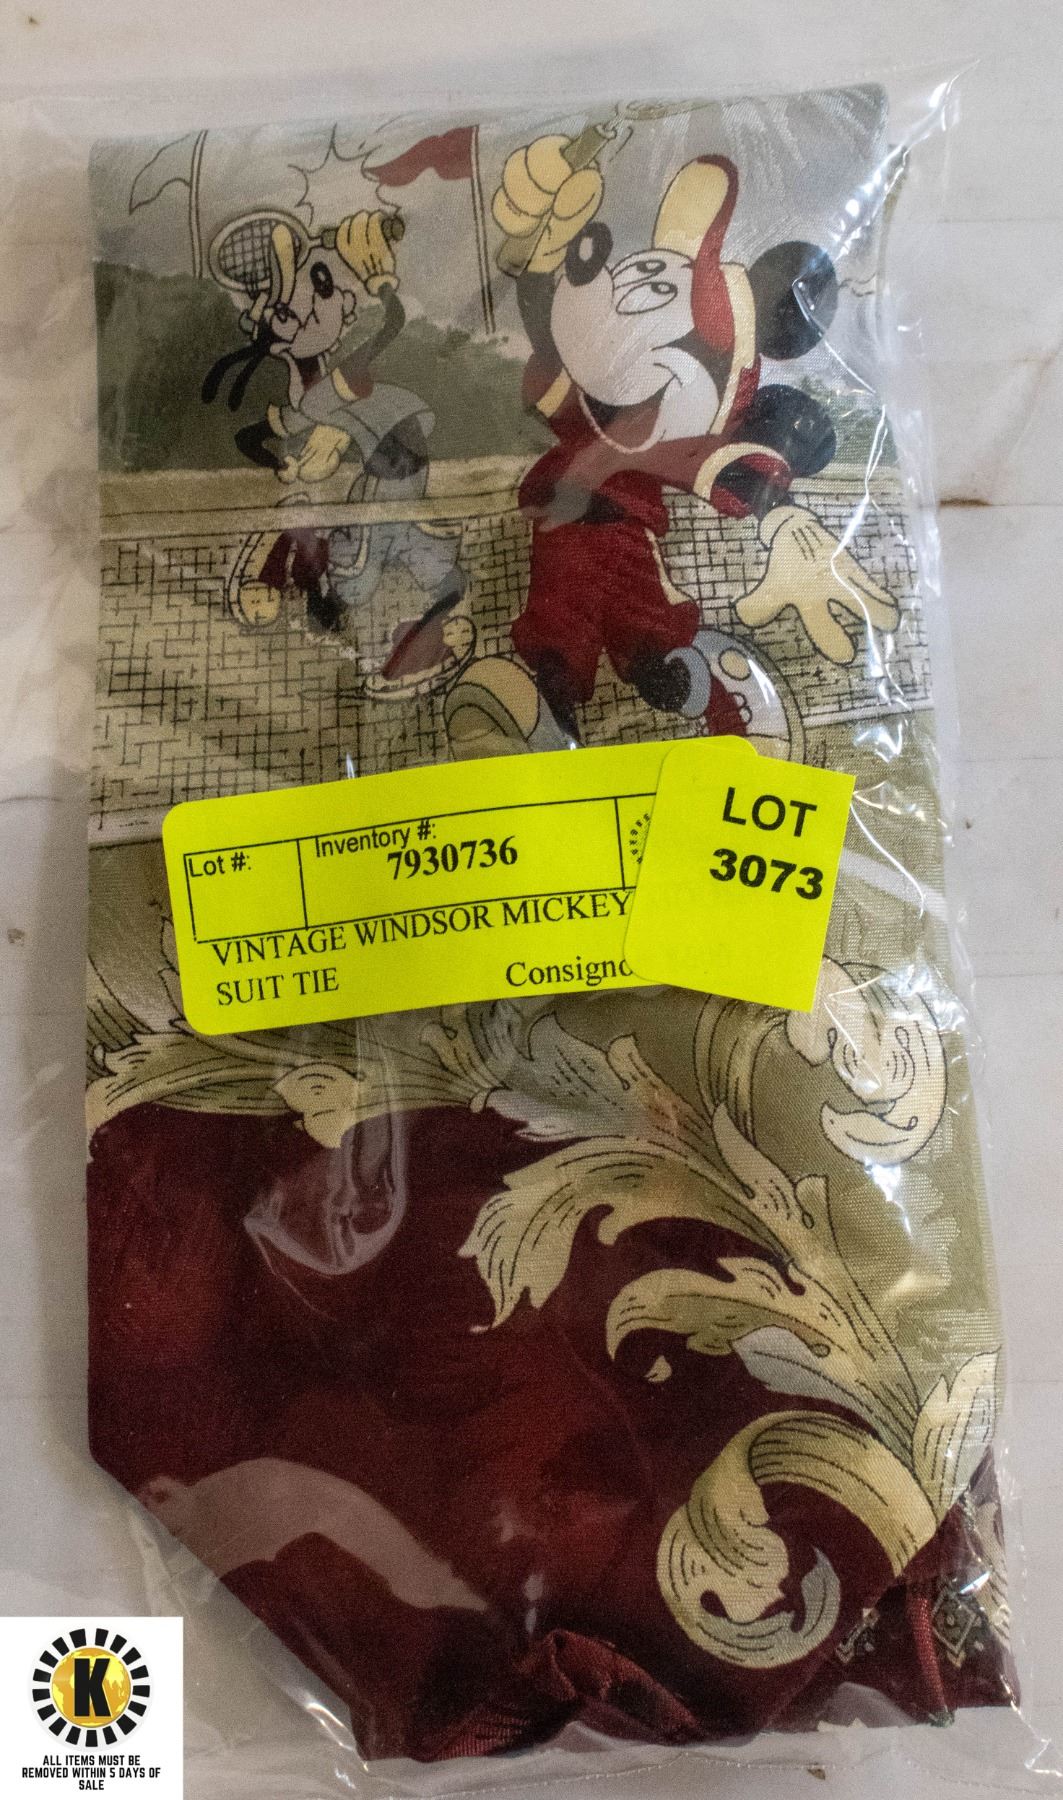 Lot #:
Inventory #:
7930736
LOT
3073
VINTAGE WINDSOR MICKEY
SUIT TIE
Consigno
K
ALL ITEMS MUST BE
REMOVED WITHIN 5 DAYS OF
SALE